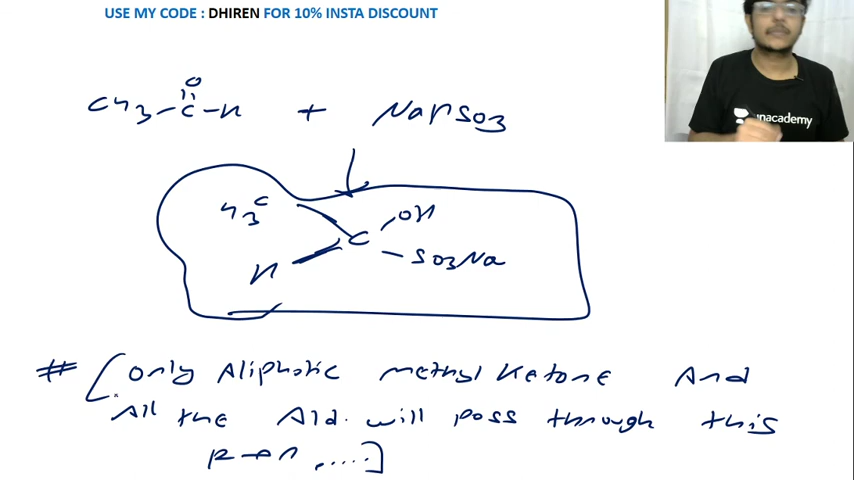 USE MY CODE : DHIREN FOR 10% INSTA DISCOUNT
O
CH3-C-H + NaHSO3
unacademy
H3C OH
C
H SO3Na
# [only Aliphatic methyl Ketone And
All the Ald. will pass through this
rxn .....]